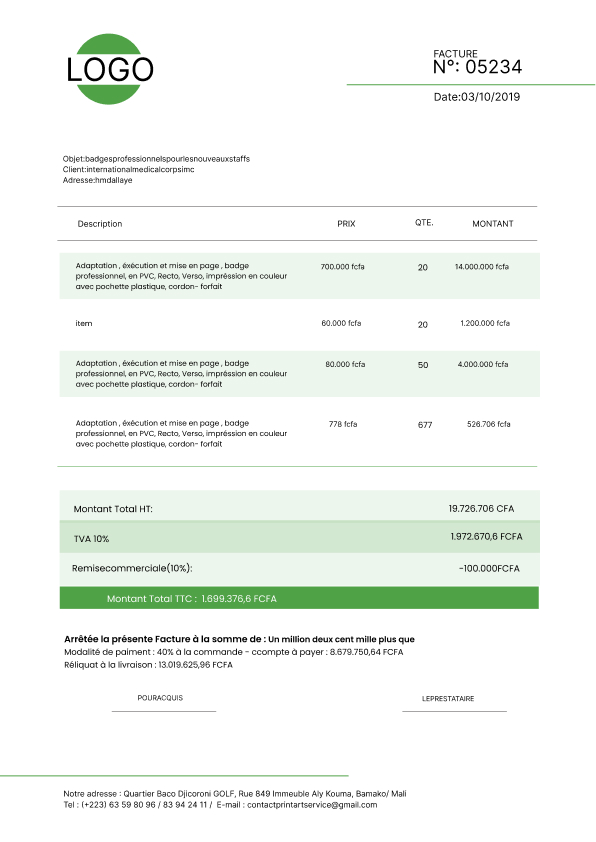 LOGO
FACTURE
N°: 05234
Date:03/10/2019
Objet:badgesprofessionnelspourlesnouveauxstaffs
Client:internationalmedicalcorpsimc
Adresse:hmdallaye
Description PRIX QTE. MONTANT
Adaptation , éxécution et mise en page , badge 700.000 fcfa 20 14.000.000 fcfa
professionnel, en PVC, Recto, Verso, impréssion en couleur
avec pochette plastique, cordon- forfait
item 60.000 fcfa 20 1.200.000 fcfa
Adaptation , éxécution et mise en page , badge 80.000 fcfa 50 4.000.000 fcfa
professionnel, en PVC, Recto, Verso, impréssion en couleur
avec pochette plastique, cordon- forfait
Adaptation , éxécution et mise en page , badge 778 fcfa 677 526.706 fcfa
professionnel, en PVC, Recto, Verso, impréssion en couleur
avec pochette plastique, cordon- forfait
Montant Total HT: 19.726.706 CFA
TVA 10% 1.972.670,6 FCFA
Remisecommerciale(10%): -100.000FCFA
Montant Total TTC : 1.699.376,6 FCFA
Arrêtée la présente Facture à la somme de : Un million deux cent mille plus que
Modalité de paiment : 40% à la commande - ccompte à payer : 8.679.750,64 FCFA
Réliquat à la livraison : 13.019.625,96 FCFA
POURACQUIS LEPRESTATAIRE
Notre adresse : Quartier Baco Djicoroni GOLF, Rue 849 Immeuble Aly Kouma, Bamako/ Mali
Tel : (+223) 63 59 80 96 / 83 94 24 11 / E-mail : contactprintartservice@gmail.com